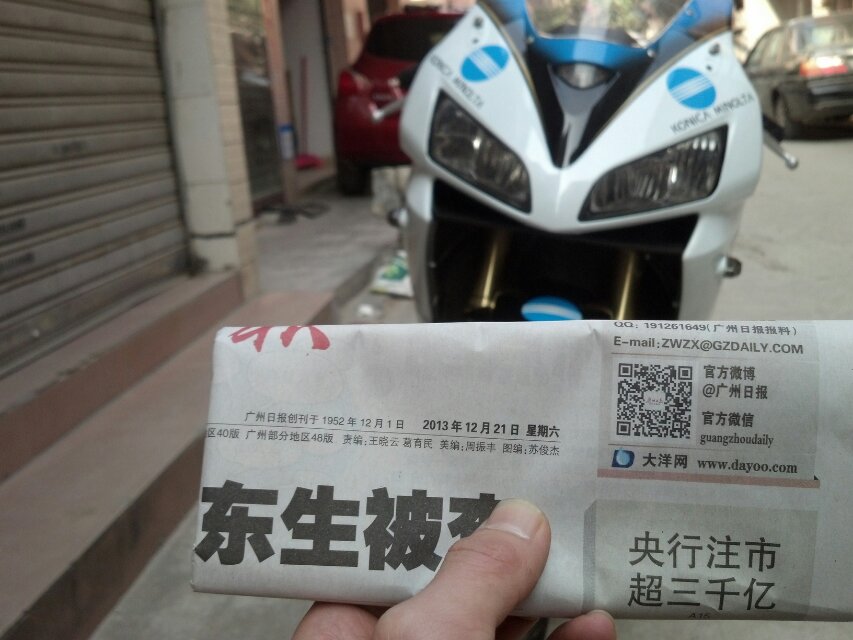 KONICA MINOLTA
KONICA MINOLTA
QQ: 191261649(广州日报报料)
E-mail:ZWZX@GZDAILY.COM
官方微博
@广州日报
官方微信
guangzhoudaily
大洋网 www.dayoo.com
广州日报创刊于1952年12月1日 2013年12月21日 星期六
区40版 广州部分地区48版 责编:王晓云 葛育民 美编:周振丰 图编:苏俊杰
东生被
央行注市
超三千亿
A15